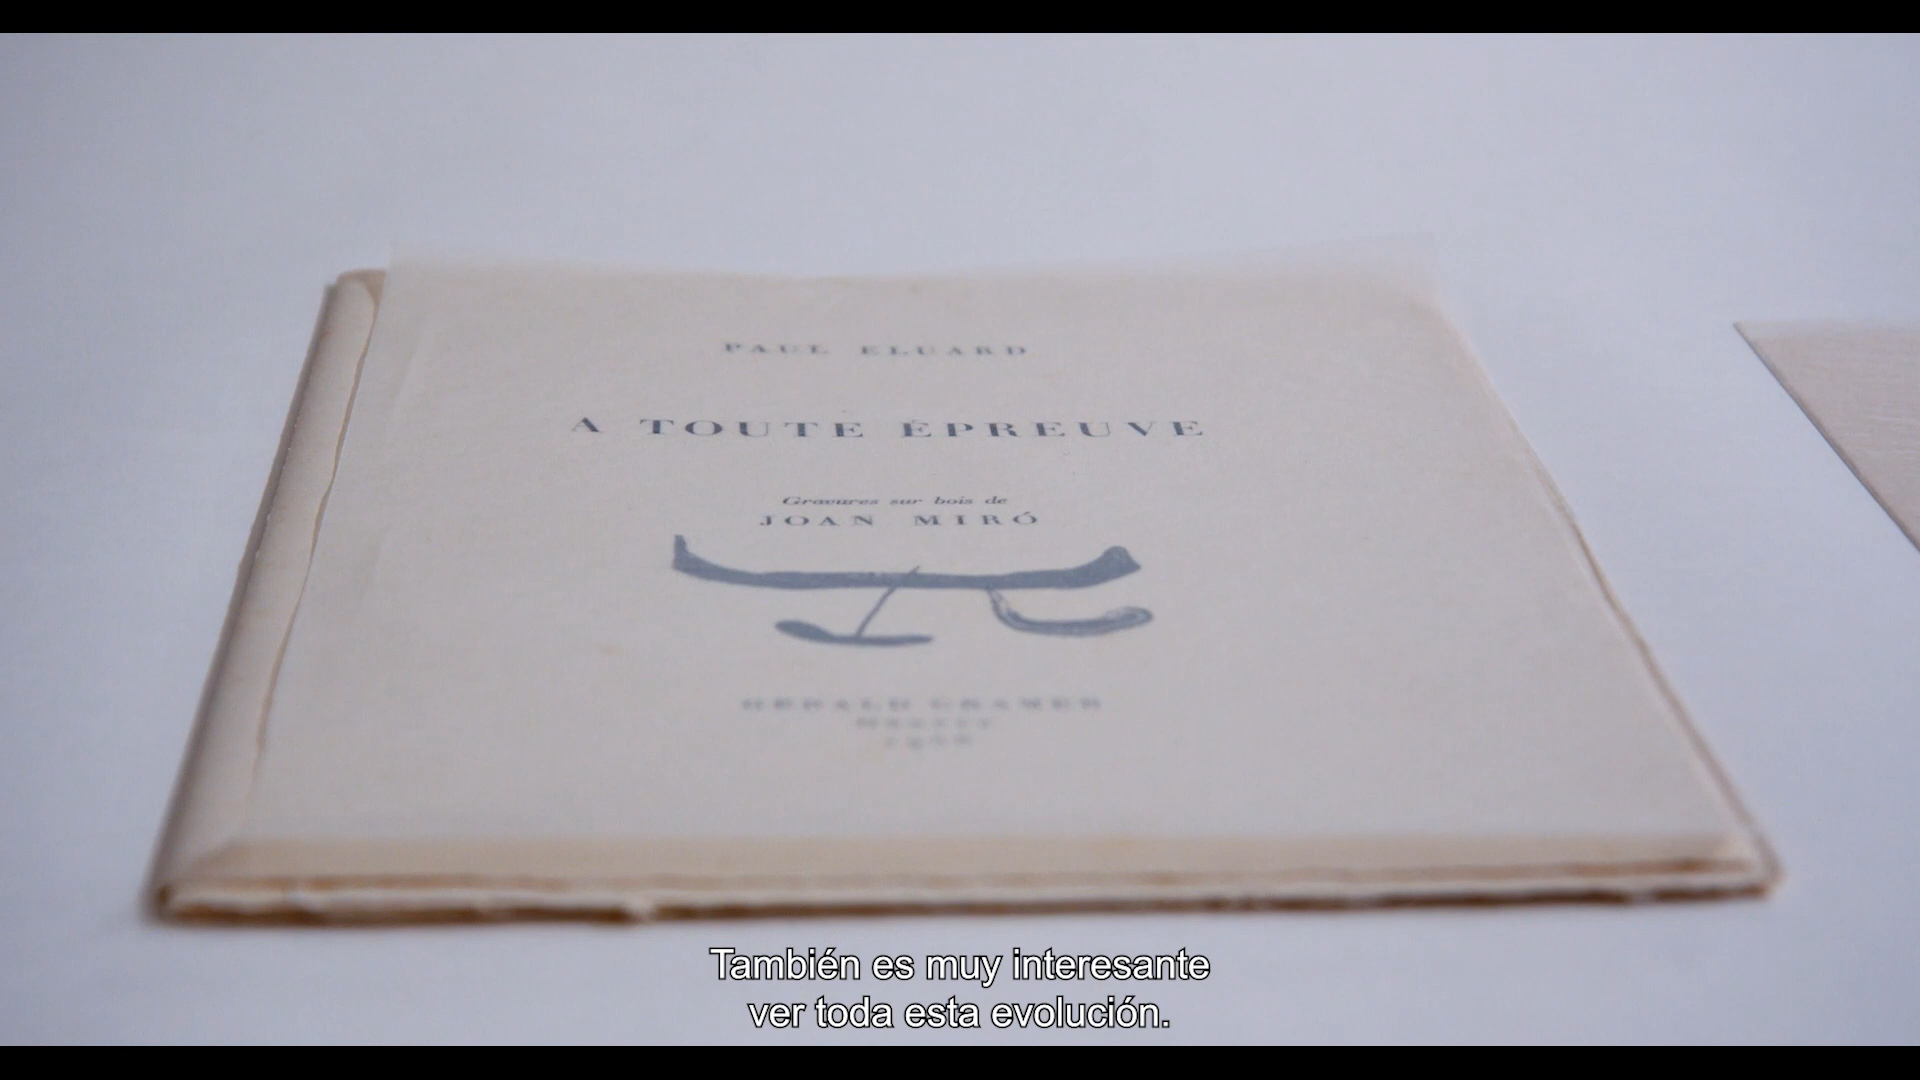 PAUL ELUARD
A TOUTE ÉPREUVE
Gravures sur bois de
JOAN MIRÓ
GÉRALD CRAMER
También es muy interesante
ver toda esta evolución.